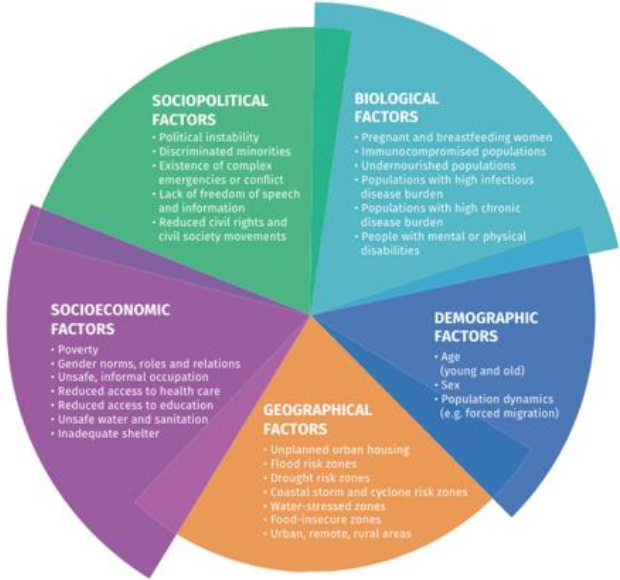 SOCIOPOLITICAL
FACTORS
• Political instability
• Discriminated minorities
• Existence of complex
emergencies or conflict
• Lack of freedom of speech
and information
• Reduced civil rights and
civil society movements
BIOLOGICAL
FACTORS
• Pregnant and breastfeeding women
• Immunocompromised populations
• Undernourished populations
• Populations with high infectious
disease burden
• Populations with high chronic
disease burden
• People with mental or physical
disabilities
SOCIOECONOMIC
FACTORS
• Poverty
• Gender norms, roles and relations
• Unsafe, informal occupation
• Reduced access to health care
• Reduced access to education
• Unsafe water and sanitation
• Inadequate shelter
DEMOGRAPHIC
FACTORS
• Age
(young and old)
• Sex
• Population dynamics
(e.g. forced migration)
GEOGRAPHICAL
FACTORS
• Unplanned urban housing
• Flood risk zones
• Drought risk zones
• Coastal storm and cyclone risk zones
• Water-stressed zones
• Food-insecure zones
• Urban, remote, rural areas